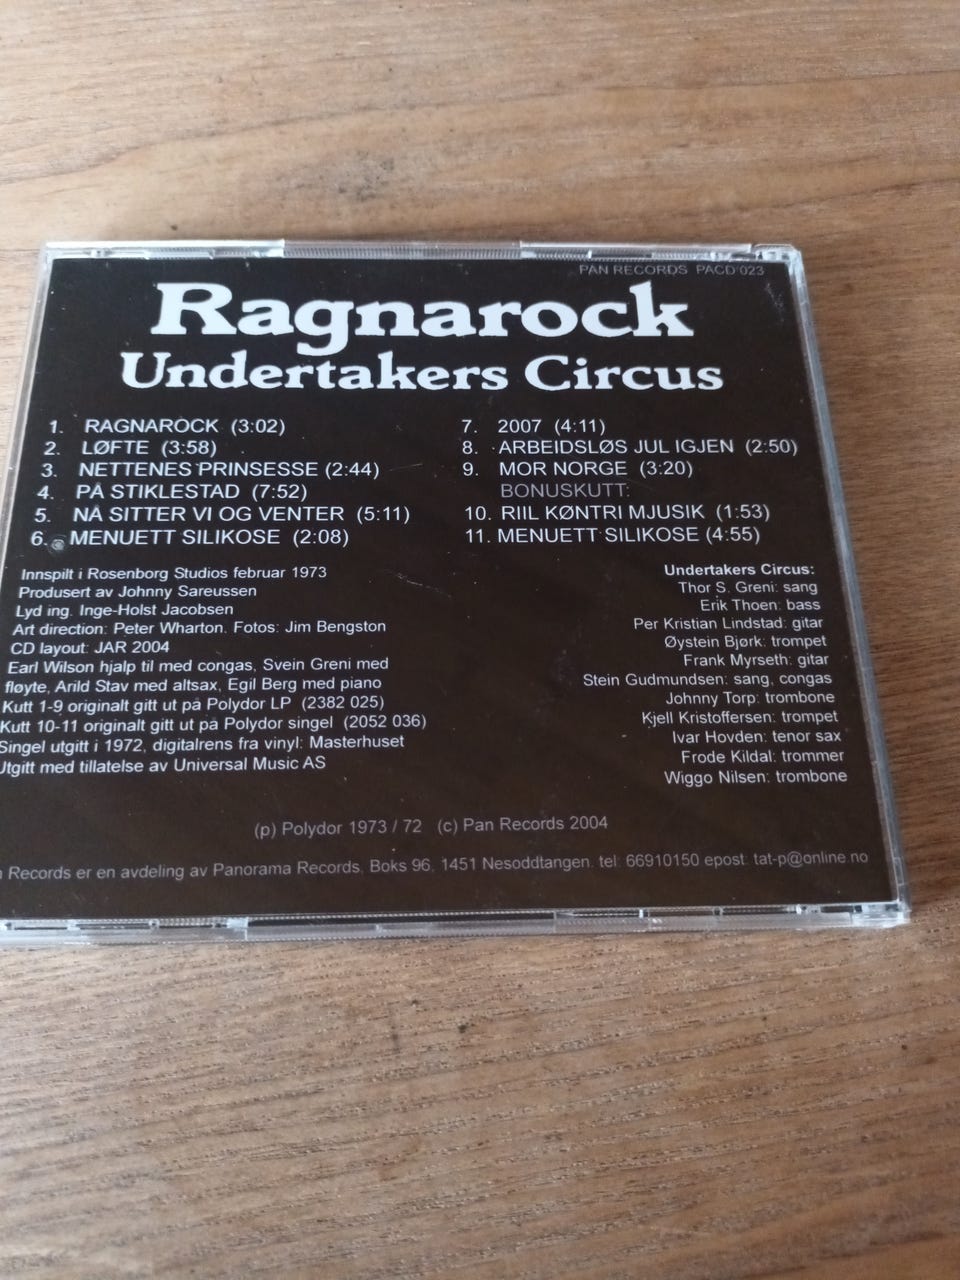 PAN RECORDS PACD 023
Ragnarock
Undertakers Circus
1. RAGNAROCK (3:02)
2. LØFTE (3:58)
3. NETTENES PRINSESSE (2:44)
4. PÅ STIKLESTAD (7:52)
5. NÅ SITTER VI OG VENTER (5:11)
6. MENUETT SILIKOSE (2:08)
7. 2007 (4:11)
8. ARBEIDSLØS JUL IGJEN (2:50)
9. MOR NORGE (3:20)
BONUSKUTT:
10. RIIL KØNTRI MJUSIK (1:53)
11. MENUETT SILIKOSE (4:55)
Innspilt i Rosenborg Studios februar 1973
Produsert av Johnny Sareussen
Lyd ing. Inge-Holst Jacobsen
Art direction: Peter Wharton. Fotos: Jim Bengston
CD layout: JAR 2004
Earl Wilson hjalp til med congas, Svein Greni med
fløyte, Arild Stav med altsax, Egil Berg med piano
Kutt 1-9 originalt gitt ut på Polydor LP (2382 025)
Kutt 10-11 originalt gitt ut på Polydor singel (2052 036)
Singel utgitt i 1972, digitalrens fra vinyl: Masterhuset
Utgitt med tillatelse av Universal Music AS
Undertakers Circus:
Thor S. Greni: sang
Erik Thoen: bass
Per Kristian Lindstad: gitar
Øystein Bjørk: trompet
Frank Myrseth: gitar
Stein Gudmundsen: sang, congas
Johnny Torp: trombone
Kjell Kristoffersen: trompet
Ivar Hovden: tenor sax
Frode Kildal: trommer
Wiggo Nilsen: trombone
(p) Polydor 1973 / 72 (c) Pan Records 2004
n Records er en avdeling av Panorama Records, Boks 96, 1451 Nesoddtangen. tel: 66910150 epost: tat-p@online.no